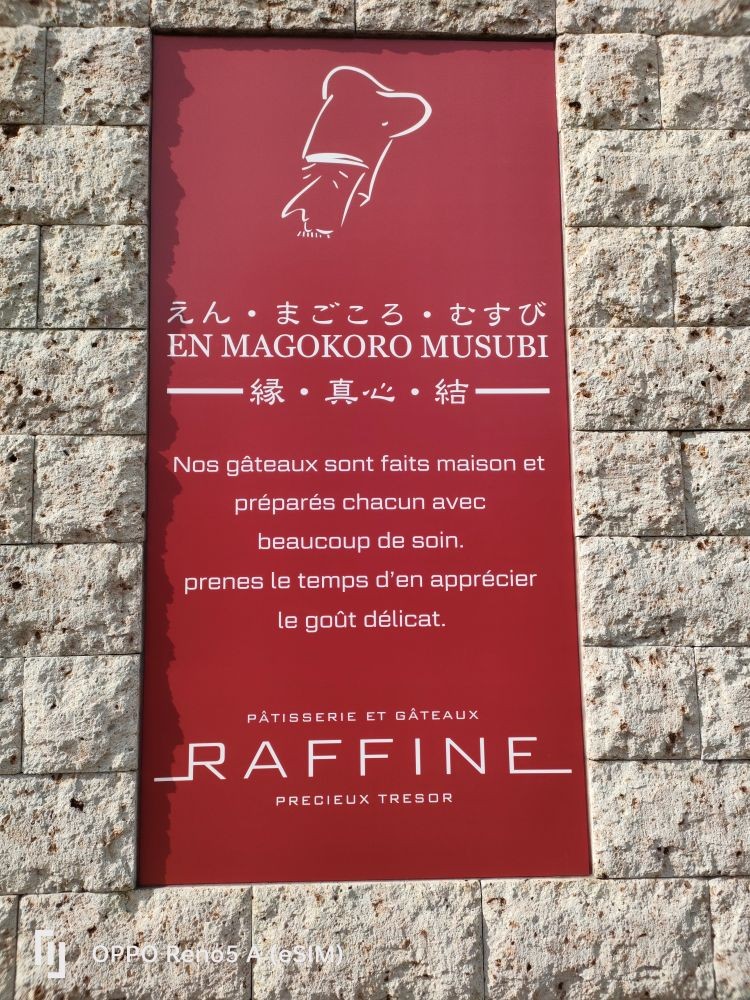 えん・まごころ・むすび
EN MAGOKORO MUSUBI
縁・真心・結
Nos gâteaux sont faits maison et
préparés chacun avec
beaucoup de soin.
prenes le temps d'en apprécier
le goût délicat.
PÂTISSERIE ET GÂTEAUX
RAFFINE
PRECIEUX TRESOR
OPPO Reno5 A (eSIM)